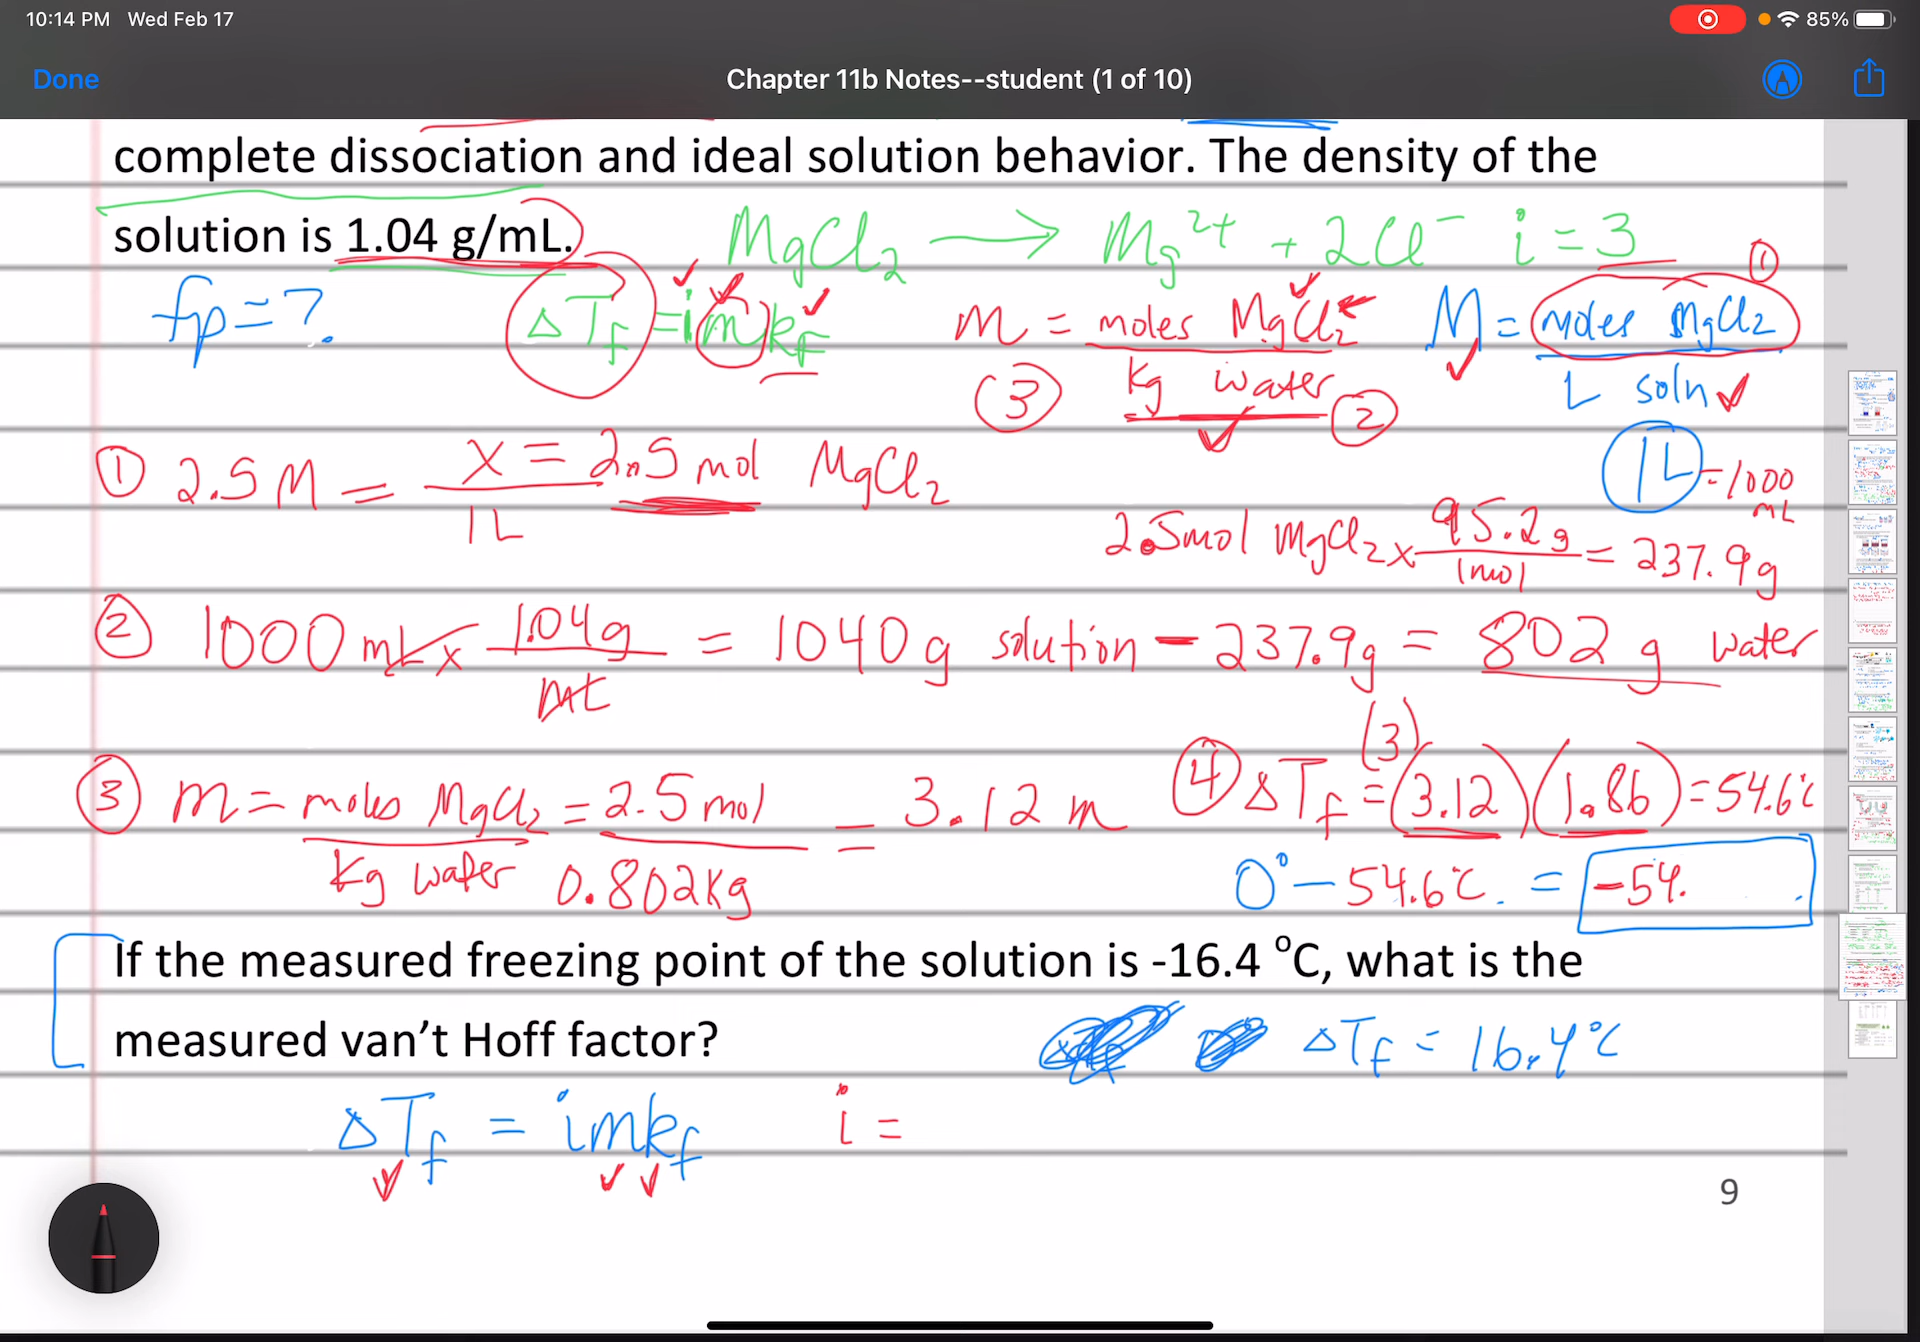 10:14 PM Wed Feb 17 85%
Done Chapter 11b Notes--student (1 of 10)
complete dissociation and ideal solution behavior. The density of the
solution is 1.04 g/mL. MgCl₂ → Mg²⁺ + 2Cl⁻ i = 3
fp = ? ΔTf = imkf m = moles MgCl₂ / kg water M = moles MgCl₂ / L soln ①
③ ②
① 2.5 M = x = 2.5 mol MgCl₂ / 1L 1L = 1000 mL
2.5 mol MgCl₂ x 95.2g / 1 mol = 237.9g
② 1000 mL x 1.04g / mL = 1040 g solution - 237.9g = 802 g water
③ m = moles MgCl₂ / kg water = 2.5 mol / 0.802 kg = 3.12 m ④ ΔTf = (3)(3.12)(1.86) = 54.6°C
0° - 54.6°C. = -54.
If the measured freezing point of the solution is -16.4 °C, what is the
measured van’t Hoff factor? ΔTf = 16.4°C
ΔTf = imkf i =
9